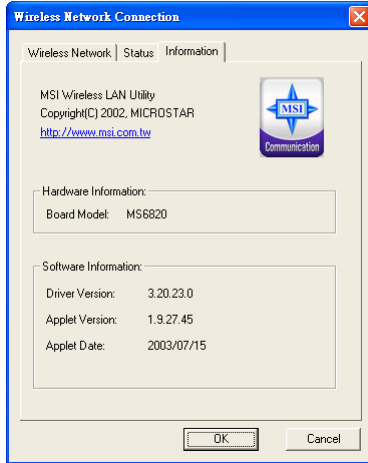 Wireless Network Connection
Wireless Network Status Information
MSI Wireless LAN Utility
Copyright(C) 2002, MICROSTAR
http://www.msi.com.tw
MSI
Communication
Hardware Information:
Board Model: MS6820
Software Information:
Driver Version: 3.20.23.0
Applet Version: 1.9.27.45
Applet Date: 2003/07/15
OK Cancel